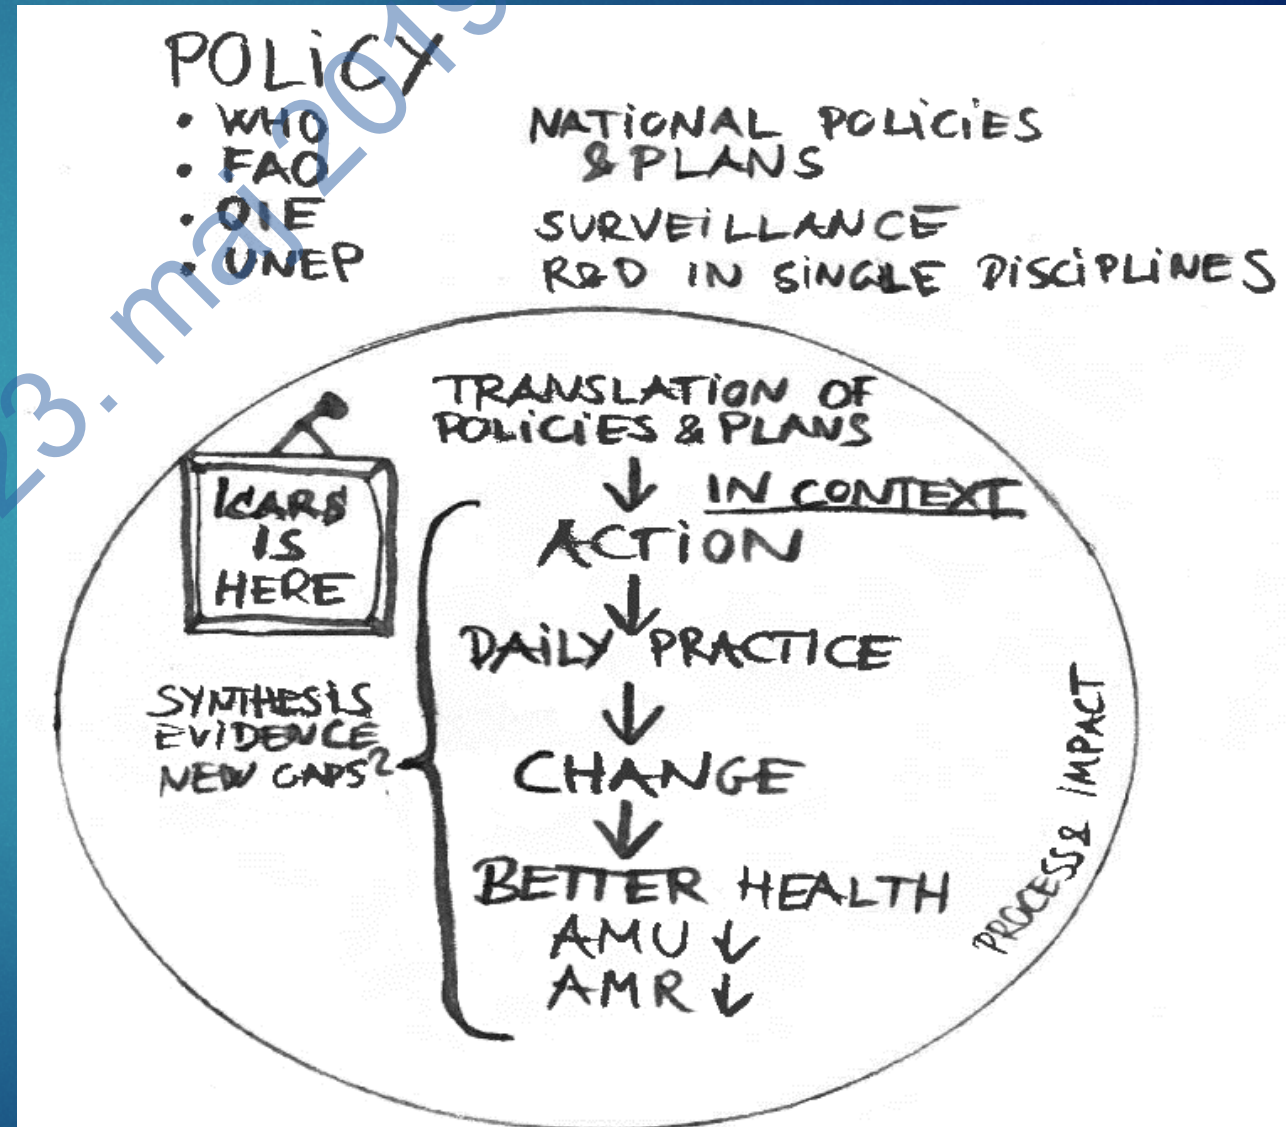 POLiCY
• WHO
• FAO
• OIE
• UNEP
NATiONAL POLiCiES
& PLANS
SURVEiLLANCE
R&D IN SiNGLE DiSCiPLiNES
TRANSLATiON OF
POLiCiES & PLANS
↓ IN CONTEXT
ACTiON
↓
DAiLY PRACTICE
↓
CHANGE
↓
BETTER HEALTH
AMU ↓
AMR ↓
ICARS
IS
HERE
SYNTHESiS
EViDENCE
NEW GAPS?
PROCESS & IMPACT
23. maj 2019